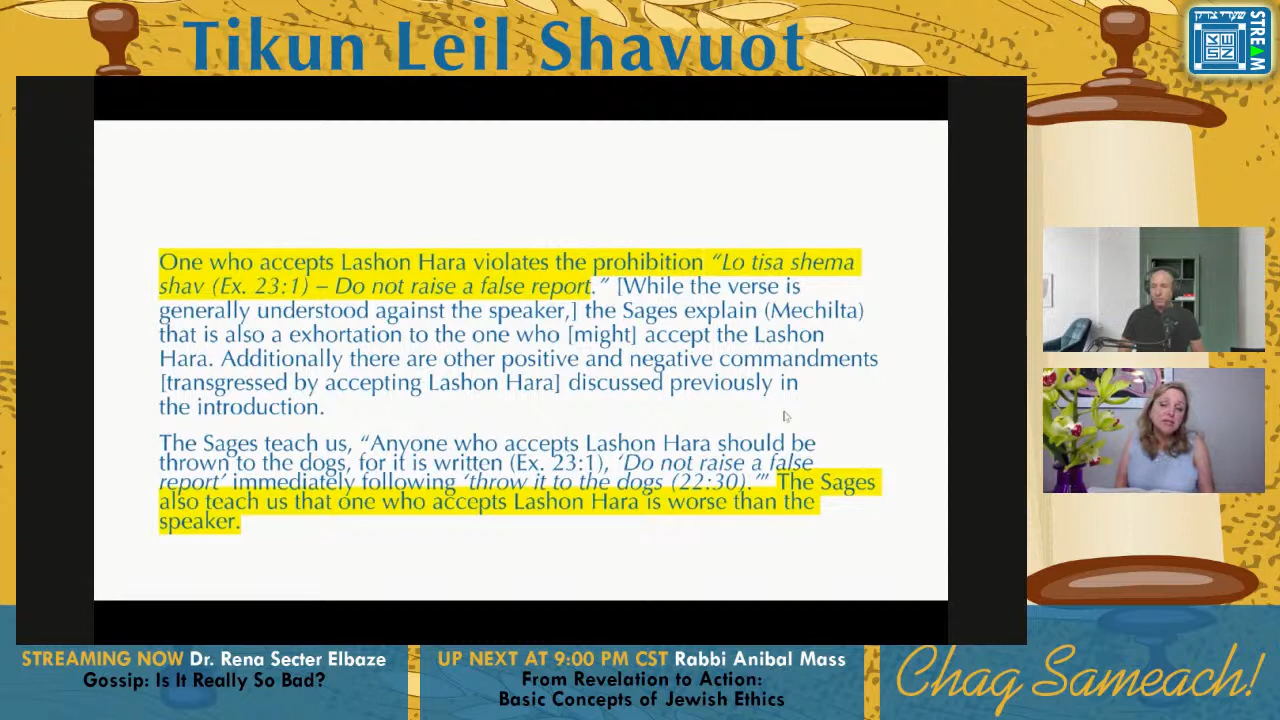 Tikun Leil Shavuot
שערי צדק
STREAM
One who accepts Lashon Hara violates the prohibition “Lo tisa shema
shav (Ex. 23:1) – Do not raise a false report.” [While the verse is
generally understood against the speaker,] the Sages explain (Mechilta)
that is also a exhortation to the one who [might] accept the Lashon
Hara. Additionally there are other positive and negative commandments
[transgressed by accepting Lashon Hara] discussed previously in
the introduction.
The Sages teach us, “Anyone who accepts Lashon Hara should be
thrown to the dogs, for it is written (Ex. 23:1), ‘Do not raise a false
report’ immediately following ‘throw it to the dogs (22:30).’” The Sages
also teach us that one who accepts Lashon Hara is worse than the
speaker.
STREAMING NOW Dr. Rena Secter Elbaze
Gossip: Is It Really So Bad?
UP NEXT AT 9:00 PM CST Rabbi Anibal Mass
From Revelation to Action:
Basic Concepts of Jewish Ethics
Chag Sameach!